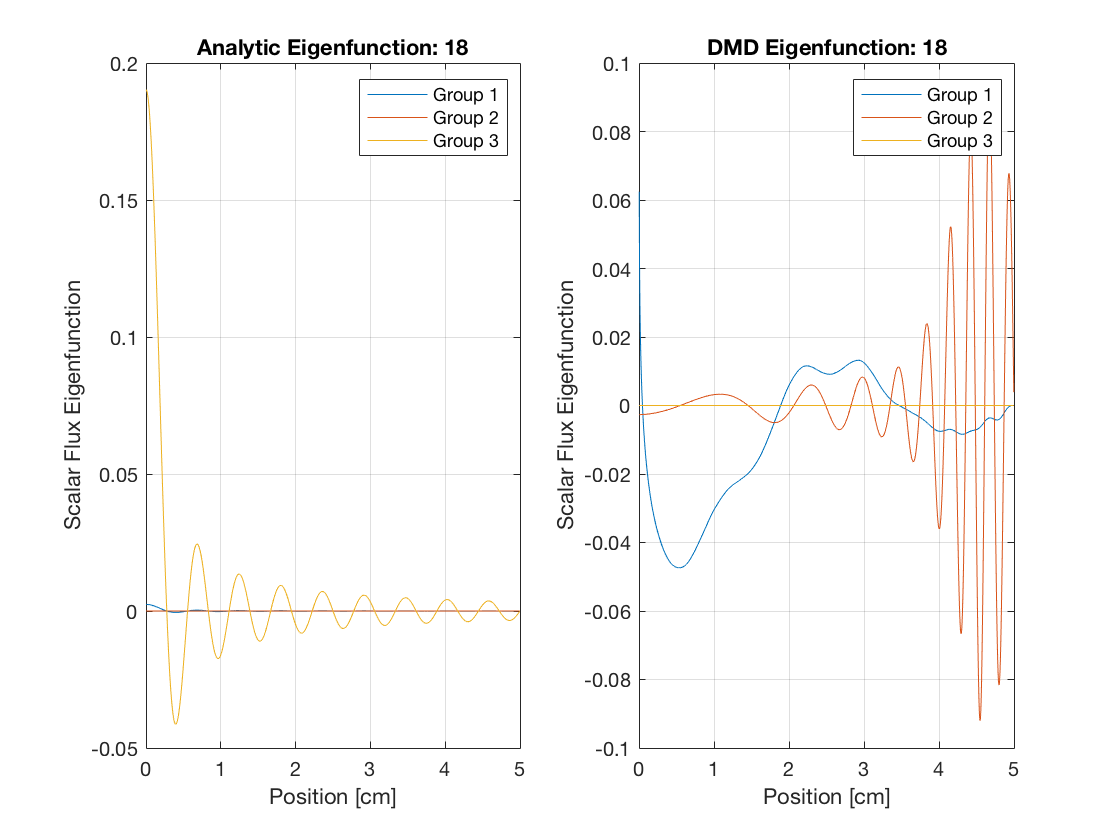 Analytic Eigenfunction: 18
Group 1
Group 2
Group 3
0.2
0.15
0.1
0.05
0
-0.05
Scalar Flux Eigenfunction
0
1
2
3
4
5
Position [cm]
DMD Eigenfunction: 18
Group 1
Group 2
Group 3
0.1
0.08
0.06
0.04
0.02
0
-0.02
-0.04
-0.06
-0.08
-0.1
Scalar Flux Eigenfunction
0
1
2
3
4
5
Position [cm]